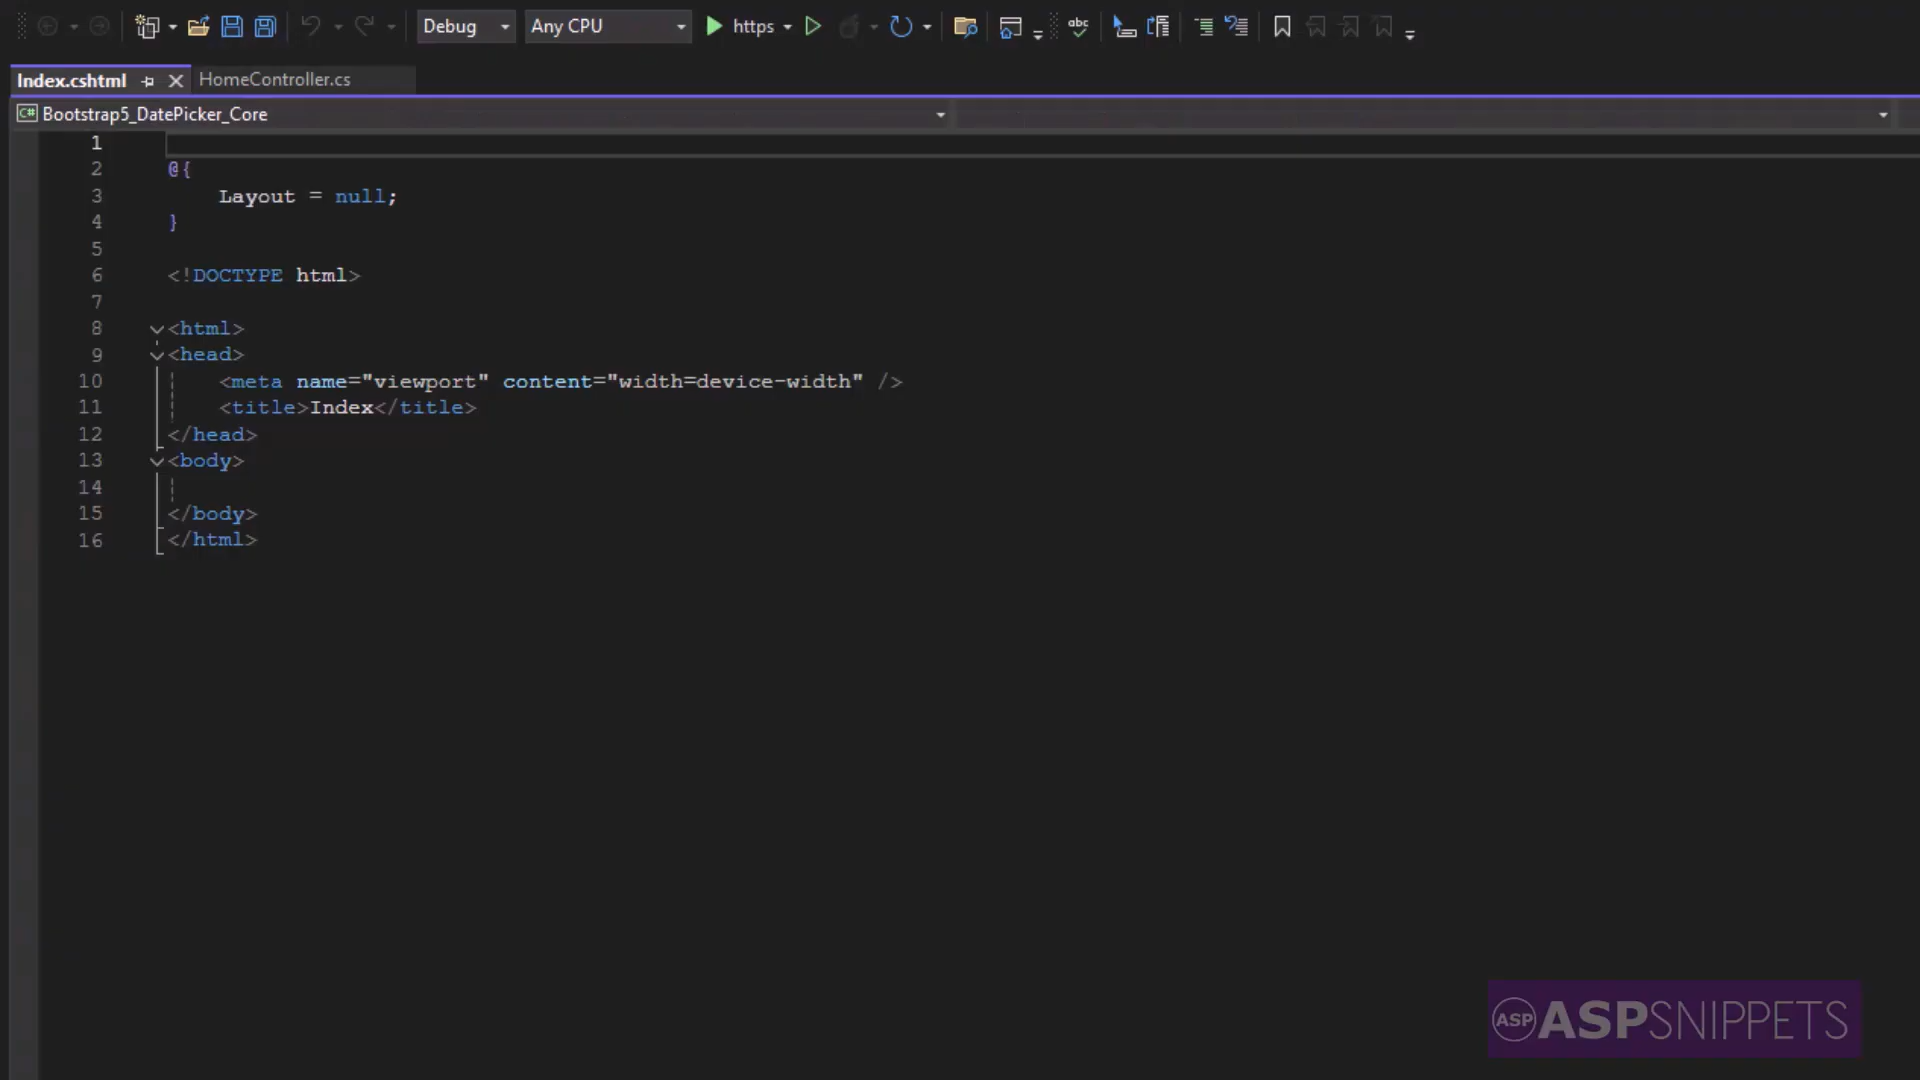 Debug Any CPU https abc
Index.cshtml HomeController.cs
C# Bootstrap5_DatePicker_Core
1
2 @{
3 Layout = null;
4 }
5
6 <!DOCTYPE html>
7
8 <html>
9 <head>
10 <meta name="viewport" content="width=device-width" />
11 <title>Index</title>
12 </head>
13 <body>
14
15 </body>
16 </html>
ASP ASPSNIPPETS